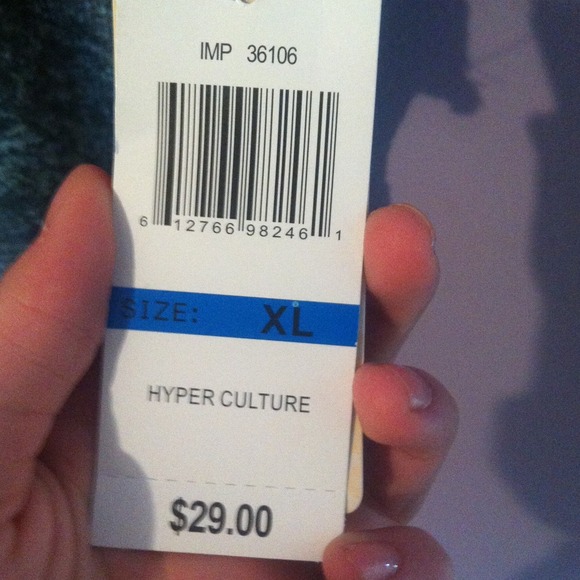 IMP 36106
6 12766 98246 1
SIZE: XL
HYPER CULTURE
$29.00